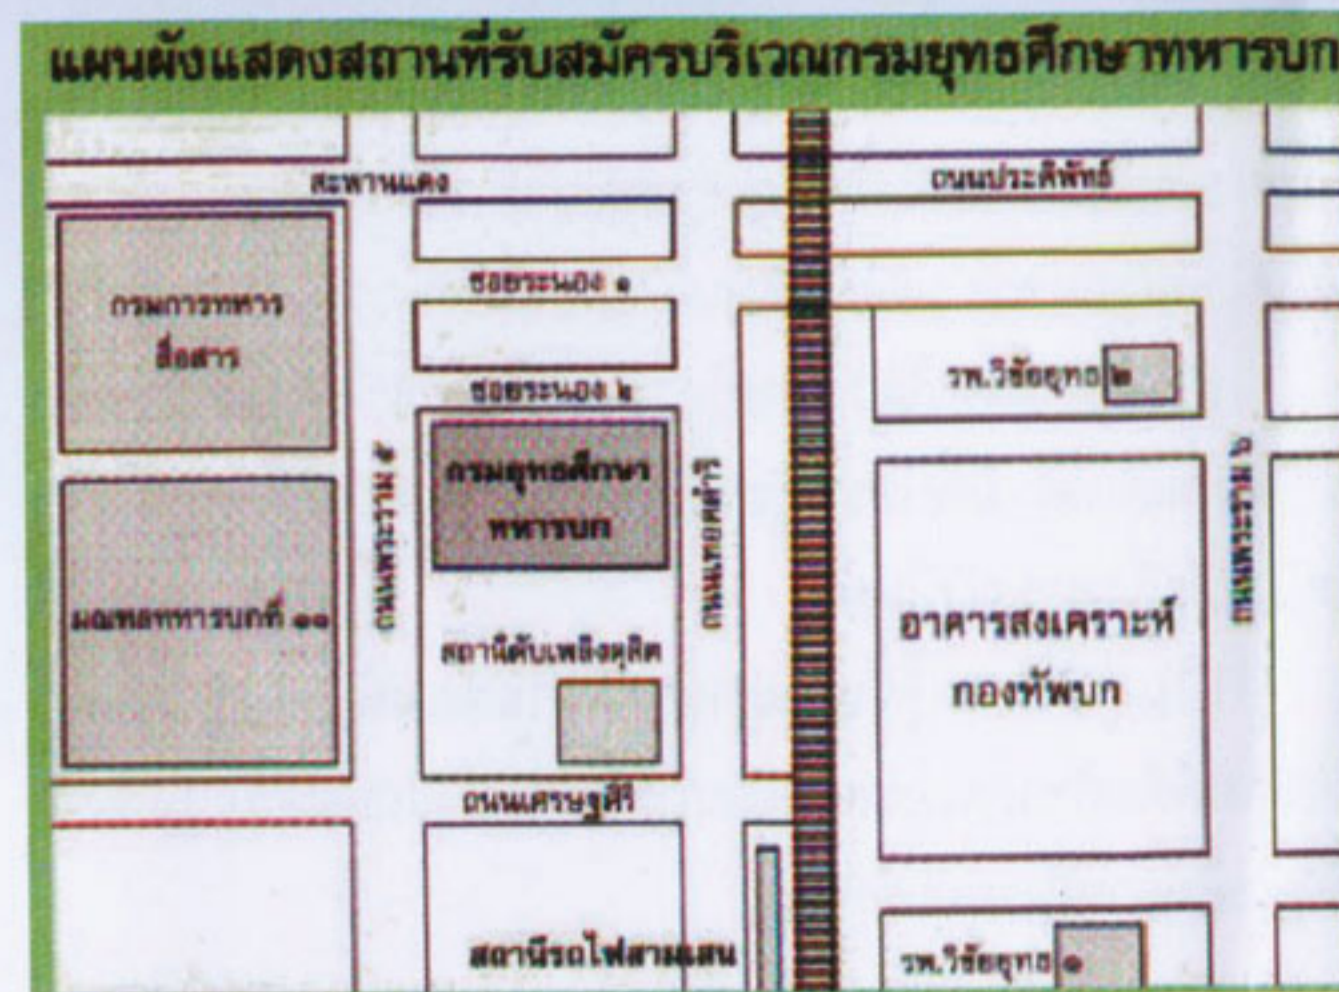 แผนผังแสดงสถานที่รับสมัครบริเวณกรมยุทธศึกษาทหารบก
สะพานแดง
ถนนประดิพัทธ์
ซอยระนอง ๑
กรมการทหาร
สื่อสาร
รพ.วิชัยยุทธ ๒
ซอยระนอง ๒
กรมยุทธศึกษา
ทหารบก
ถนนพระราม ๕
ถนนเทอดดำริ
ถนนพระราม ๖
มณฑลทหารบกที่ ๑๑
อาคารสงเคราะห์
กองทัพบก
สถานีดับเพลิงดุสิต
ถนนเศรษฐศิริ
สถานีรถไฟสามเสน
รพ.วิชัยยุทธ ๑